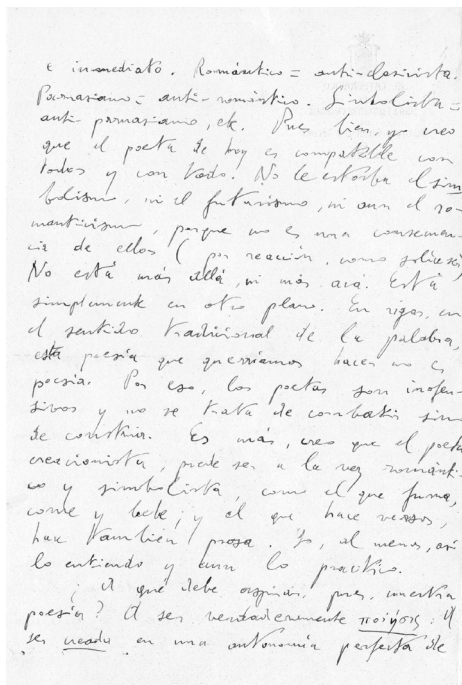 e inmediato. Romántico = anti-clasicista.
Parnasiano = anti-romántico. Simbolista =
anti-parnasiano, etc. Pues bien, yo creo
que el poeta de hoy es compatible con
todos y con todo. No le estorba el sim
bolismo, ni el futurismo, ni aun el ro-
manticismo, porque no es una consecuen-
cia de ellos (por reacción, como solía ser)
No está más allá, ni más acá. Está
simplemente en otro plano. En rigor, en
el sentido tradicional de la palabra,
esta poesía que querríamos hacer no es
poesía. Por eso, los poetas son inofen-
sivos y no se trata de combatir sino
de construir. Es más, creo que el poeta
creacionista, puede ser a la vez románti-
co y simbolista, como el que fuma,
come y bebe; y el que hace versos,
hace también prosa. Yo, al menos, así
lo entiendo y aun lo practico.
¿A qué debe aspirar, pues, nuestra
poesía? A ser verdaderamente ποίησις: A
ser creada en una autonomía perfecta de